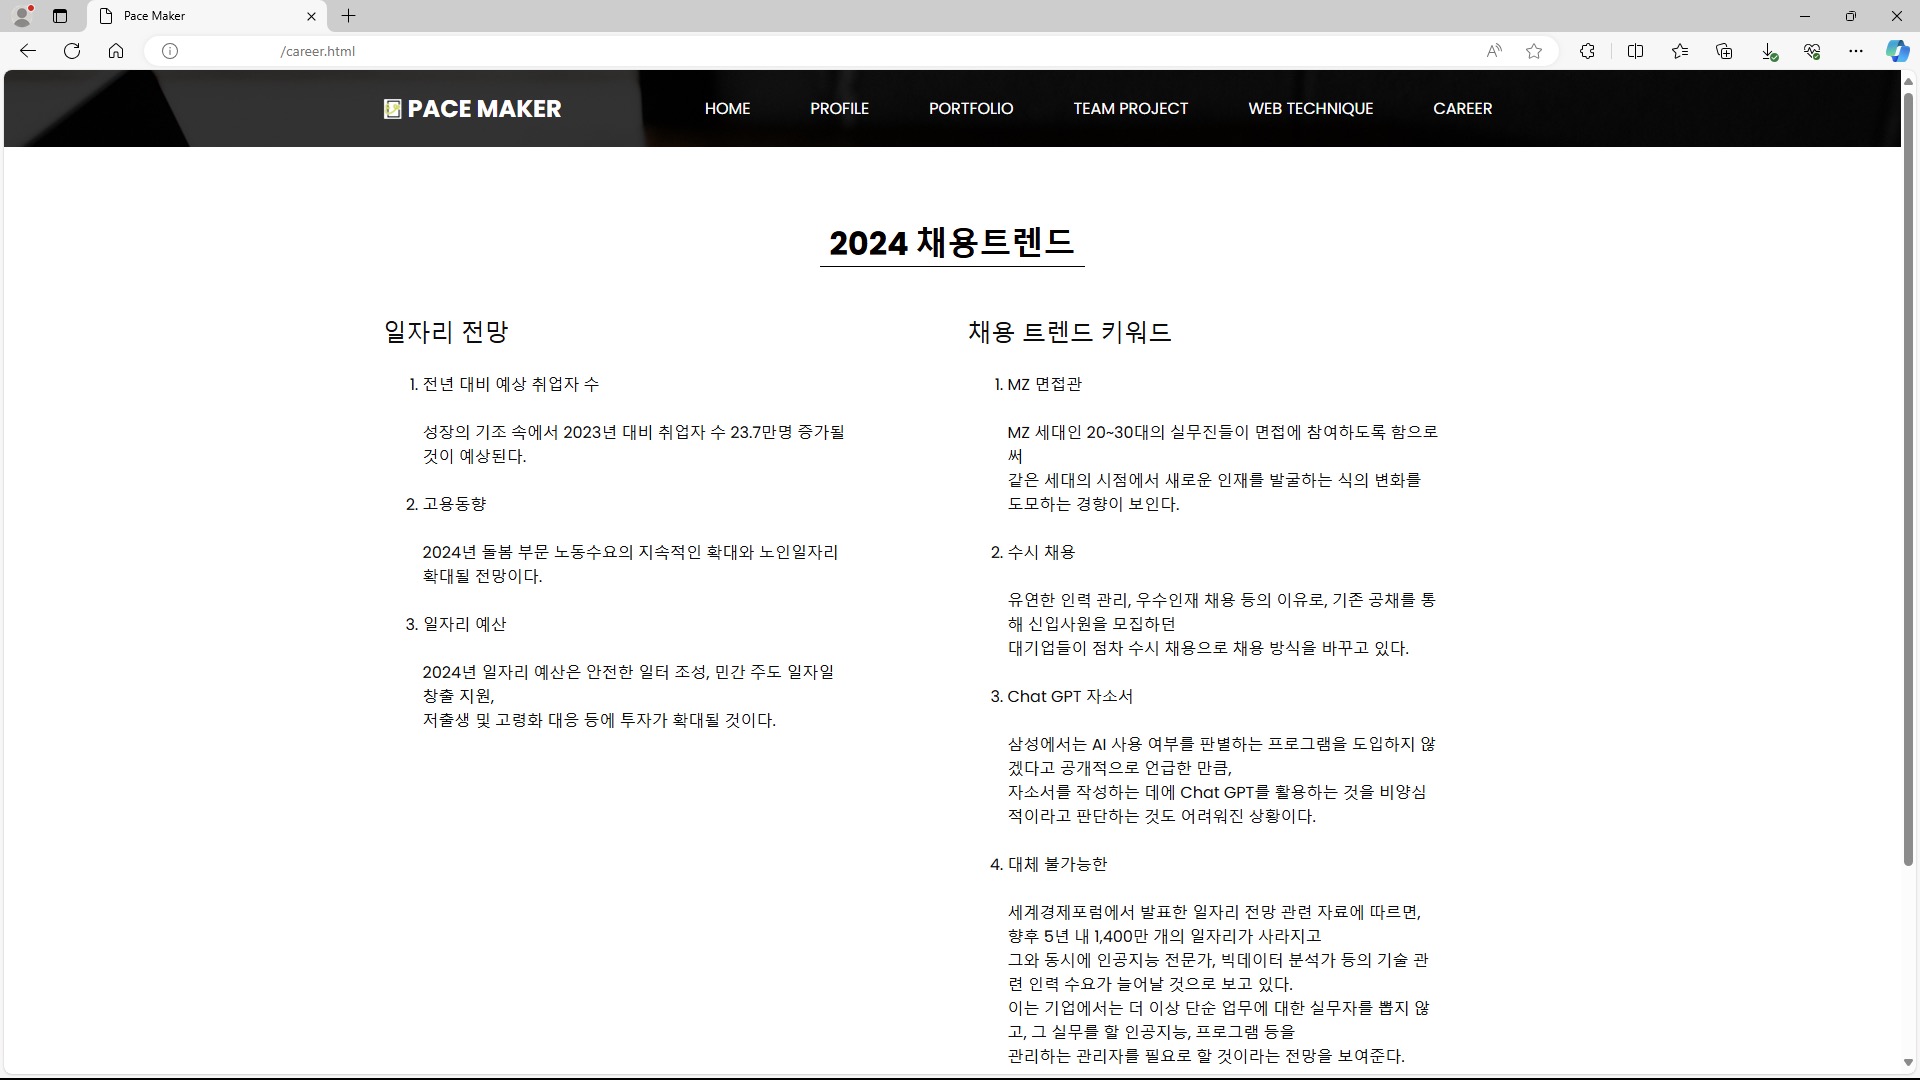 Pace Maker
/career.html
PACE MAKER
HOME PROFILE PORTFOLIO TEAM PROJECT WEB TECHNIQUE CAREER
2024 채용트렌드
일자리 전망
1. 전년 대비 예상 취업자 수
성장의 기조 속에서 2023년 대비 취업자 수 23.7만명 증가될
것이 예상된다.
2. 고용동향
2024년 돌봄 부문 노동수요의 지속적인 확대와 노인일자리
확대될 전망이다.
3. 일자리 예산
2024년 일자리 예산은 안전한 일터 조성, 민간 주도 일자일
창출 지원,
저출생 및 고령화 대응 등에 투자가 확대될 것이다.
채용 트렌드 키워드
1. MZ 면접관
MZ 세대인 20~30대의 실무진들이 면접에 참여하도록 함으로
써
같은 세대의 시점에서 새로운 인재를 발굴하는 식의 변화를
도모하는 경향이 보인다.
2. 수시 채용
유연한 인력 관리, 우수인재 채용 등의 이유로, 기존 공채를 통
해 신입사원을 모집하던
대기업들이 점차 수시 채용으로 채용 방식을 바꾸고 있다.
3. Chat GPT 자소서
삼성에서는 AI 사용 여부를 판별하는 프로그램을 도입하지 않
겠다고 공개적으로 언급한 만큼,
자소서를 작성하는 데에 Chat GPT를 활용하는 것을 비양심
적이라고 판단하는 것도 어려워진 상황이다.
4. 대체 불가능한
세계경제포럼에서 발표한 일자리 전망 관련 자료에 따르면,
향후 5년 내 1,400만 개의 일자리가 사라지고
그와 동시에 인공지능 전문가, 빅데이터 분석가 등의 기술 관
련 인력 수요가 늘어날 것으로 보고 있다.
이는 기업에서는 더 이상 단순 업무에 대한 실무자를 뽑지 않
고, 그 실무를 할 인공지능, 프로그램 등을
관리하는 관리자를 필요로 할 것이라는 전망을 보여준다.